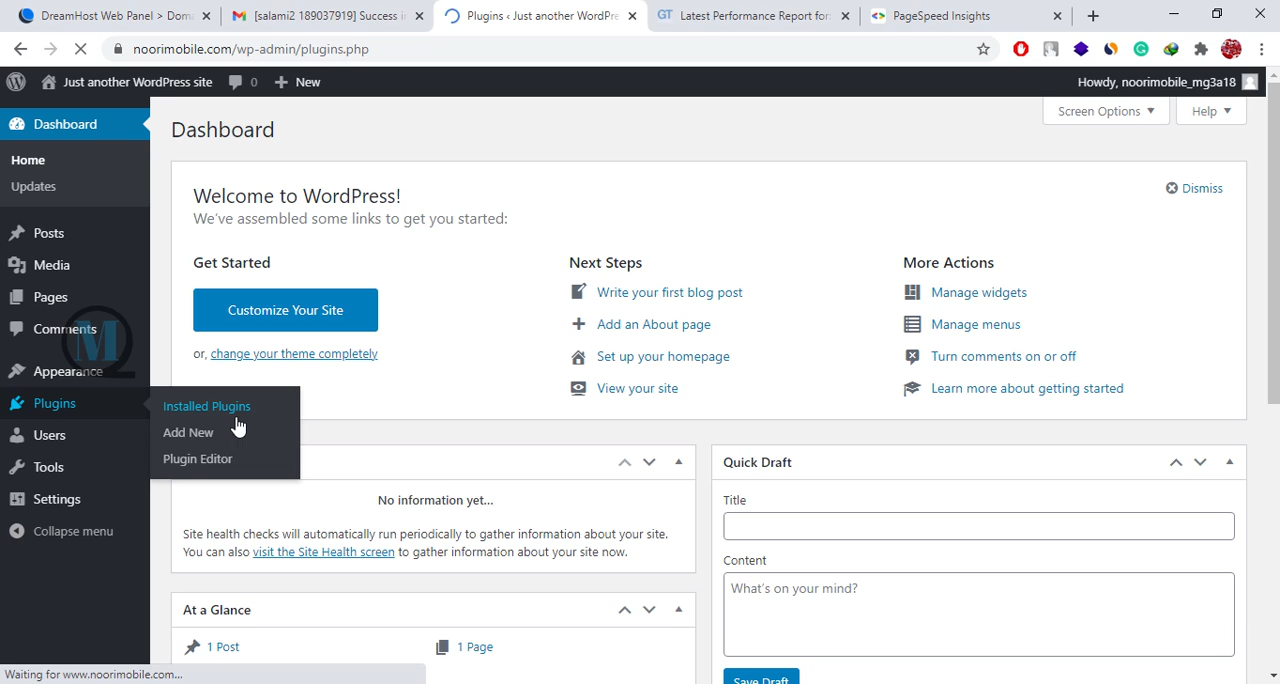 DreamHost Web Panel > Dom
[salami2 189037919] Success i
Plugins ‹ Just another WordPre
GT Latest Performance Report for:
PageSpeed Insights
noorimobile.com/wp-admin/plugins.php
Just another WordPress site 0 New
Howdy, noorimobile_mg3a18
Screen Options Help
Dashboard
Home
Updates
Posts
Media
Pages
Comments
Appearance
Plugins
Users
Tools
Settings
Collapse menu
Installed Plugins
Add New
Plugin Editor
Dashboard
Welcome to WordPress!
Dismiss
We've assembled some links to get you started:
Get Started
Customize Your Site
or, change your theme completely
Next Steps
Write your first blog post
Add an About page
Set up your homepage
View your site
More Actions
Manage widgets
Manage menus
Turn comments on or off
Learn more about getting started
No information yet...
Site health checks will automatically run periodically to gather information about your site.
You can also visit the Site Health screen to gather information about your site now.
At a Glance
1 Post
1 Page
Quick Draft
Title
Content
What's on your mind?
Save Draft
Waiting for www.noorimobile.com...